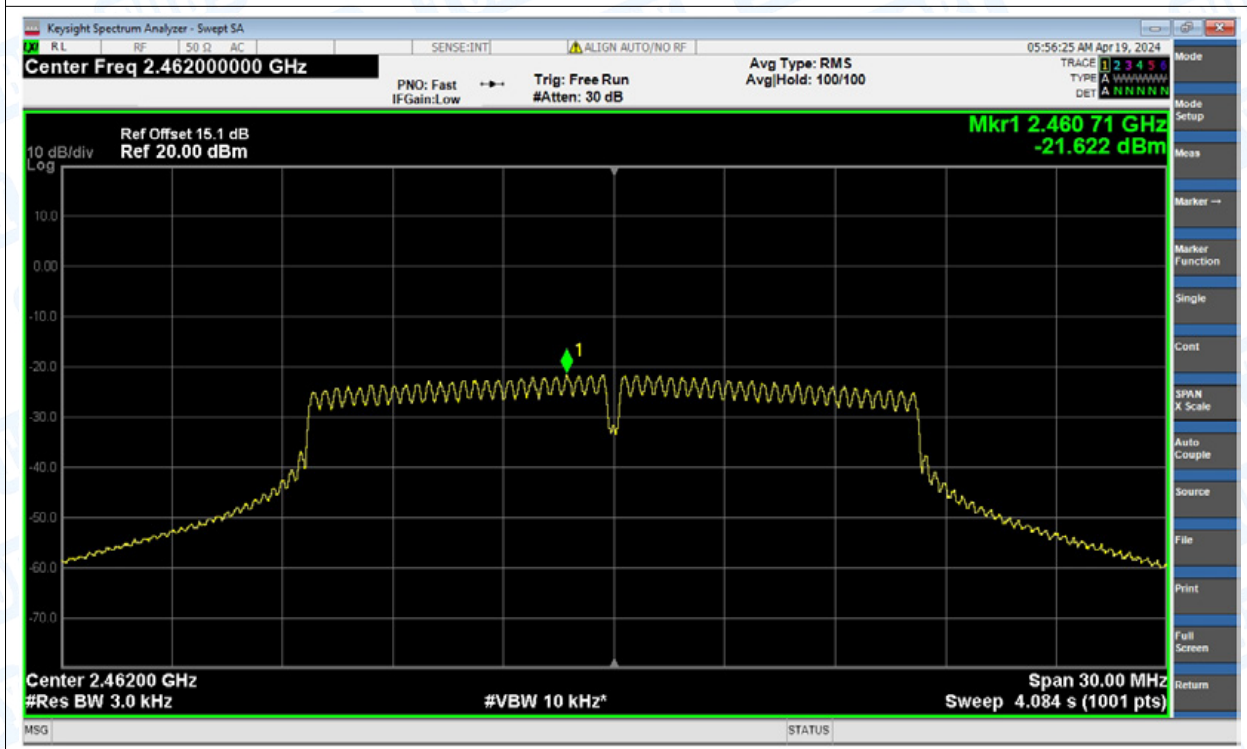 Keysight Spectrum Analyzer - Swept SA
RL RF 50 Ω AC SENSE:INT ALIGN AUTO/NO RF 05:56:25 AM Apr 19, 2024
Center Freq 2.462000000 GHz
PNO: Fast
IFGain:Low
Trig: Free Run
#Atten: 30 dB
Avg Type: RMS
Avg|Hold: 100/100
TRACE 1 2 3 4 5 6
TYPE A WWWWW
DET A N N N N N
Ref Offset 15.1 dB
10 dB/div Ref 20.00 dBm
Log
Mkr1 2.460 71 GHz
-21.622 dBm
10.0
0.00
-10.0
-20.0
-30.0
-40.0
-50.0
-60.0
-70.0
1
Center 2.46200 GHz
#Res BW 3.0 kHz
#VBW 10 kHz*
Span 30.00 MHz
Sweep 4.084 s (1001 pts)
MSG STATUS
Mode
Mode
Setup
Meas
Marker →
Marker
Function
Single
Cont
SPAN
X Scale
Auto
Couple
Source
File
Print
Full
Screen
Return